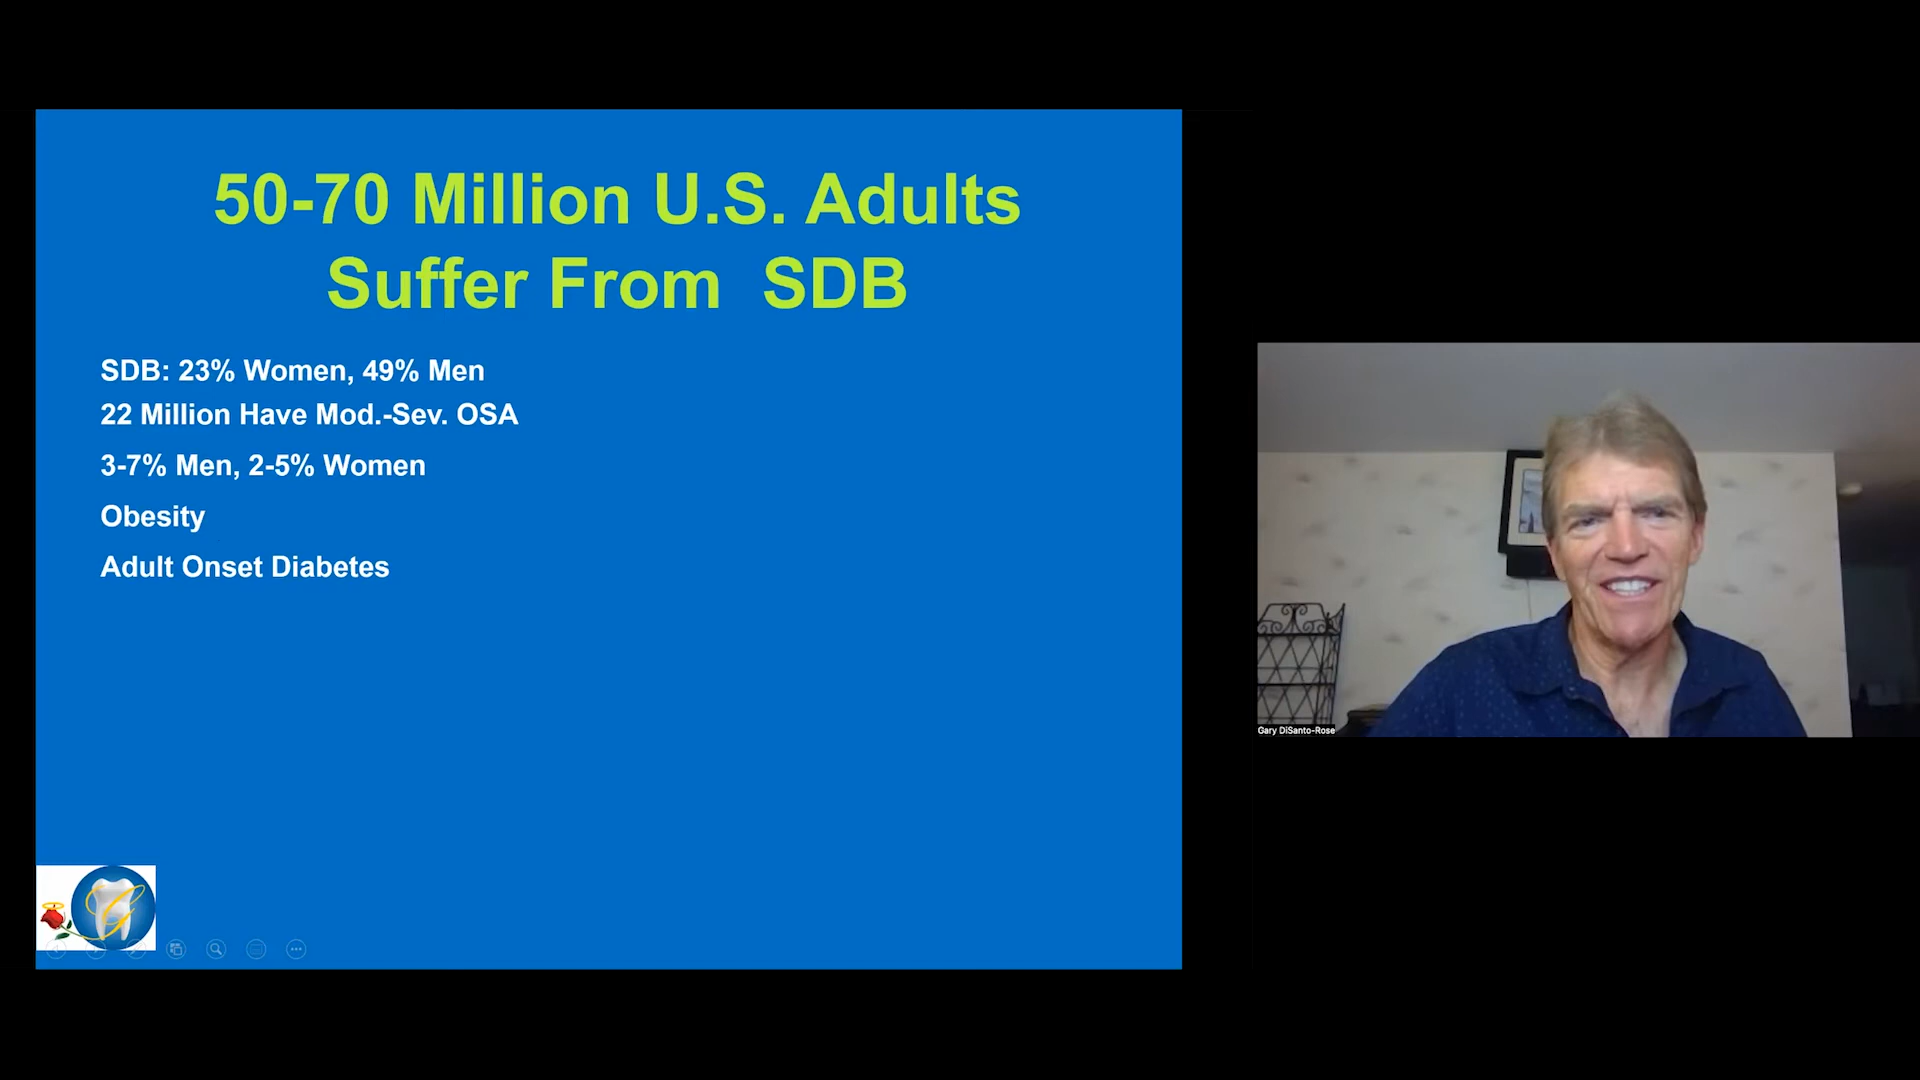 50-70 Million U.S. Adults
Suffer From SDB
SDB: 23% Women, 49% Men
22 Million Have Mod.-Sev. OSA
3-7% Men, 2-5% Women
Obesity
Adult Onset Diabetes
Gary DiSanto-Rose